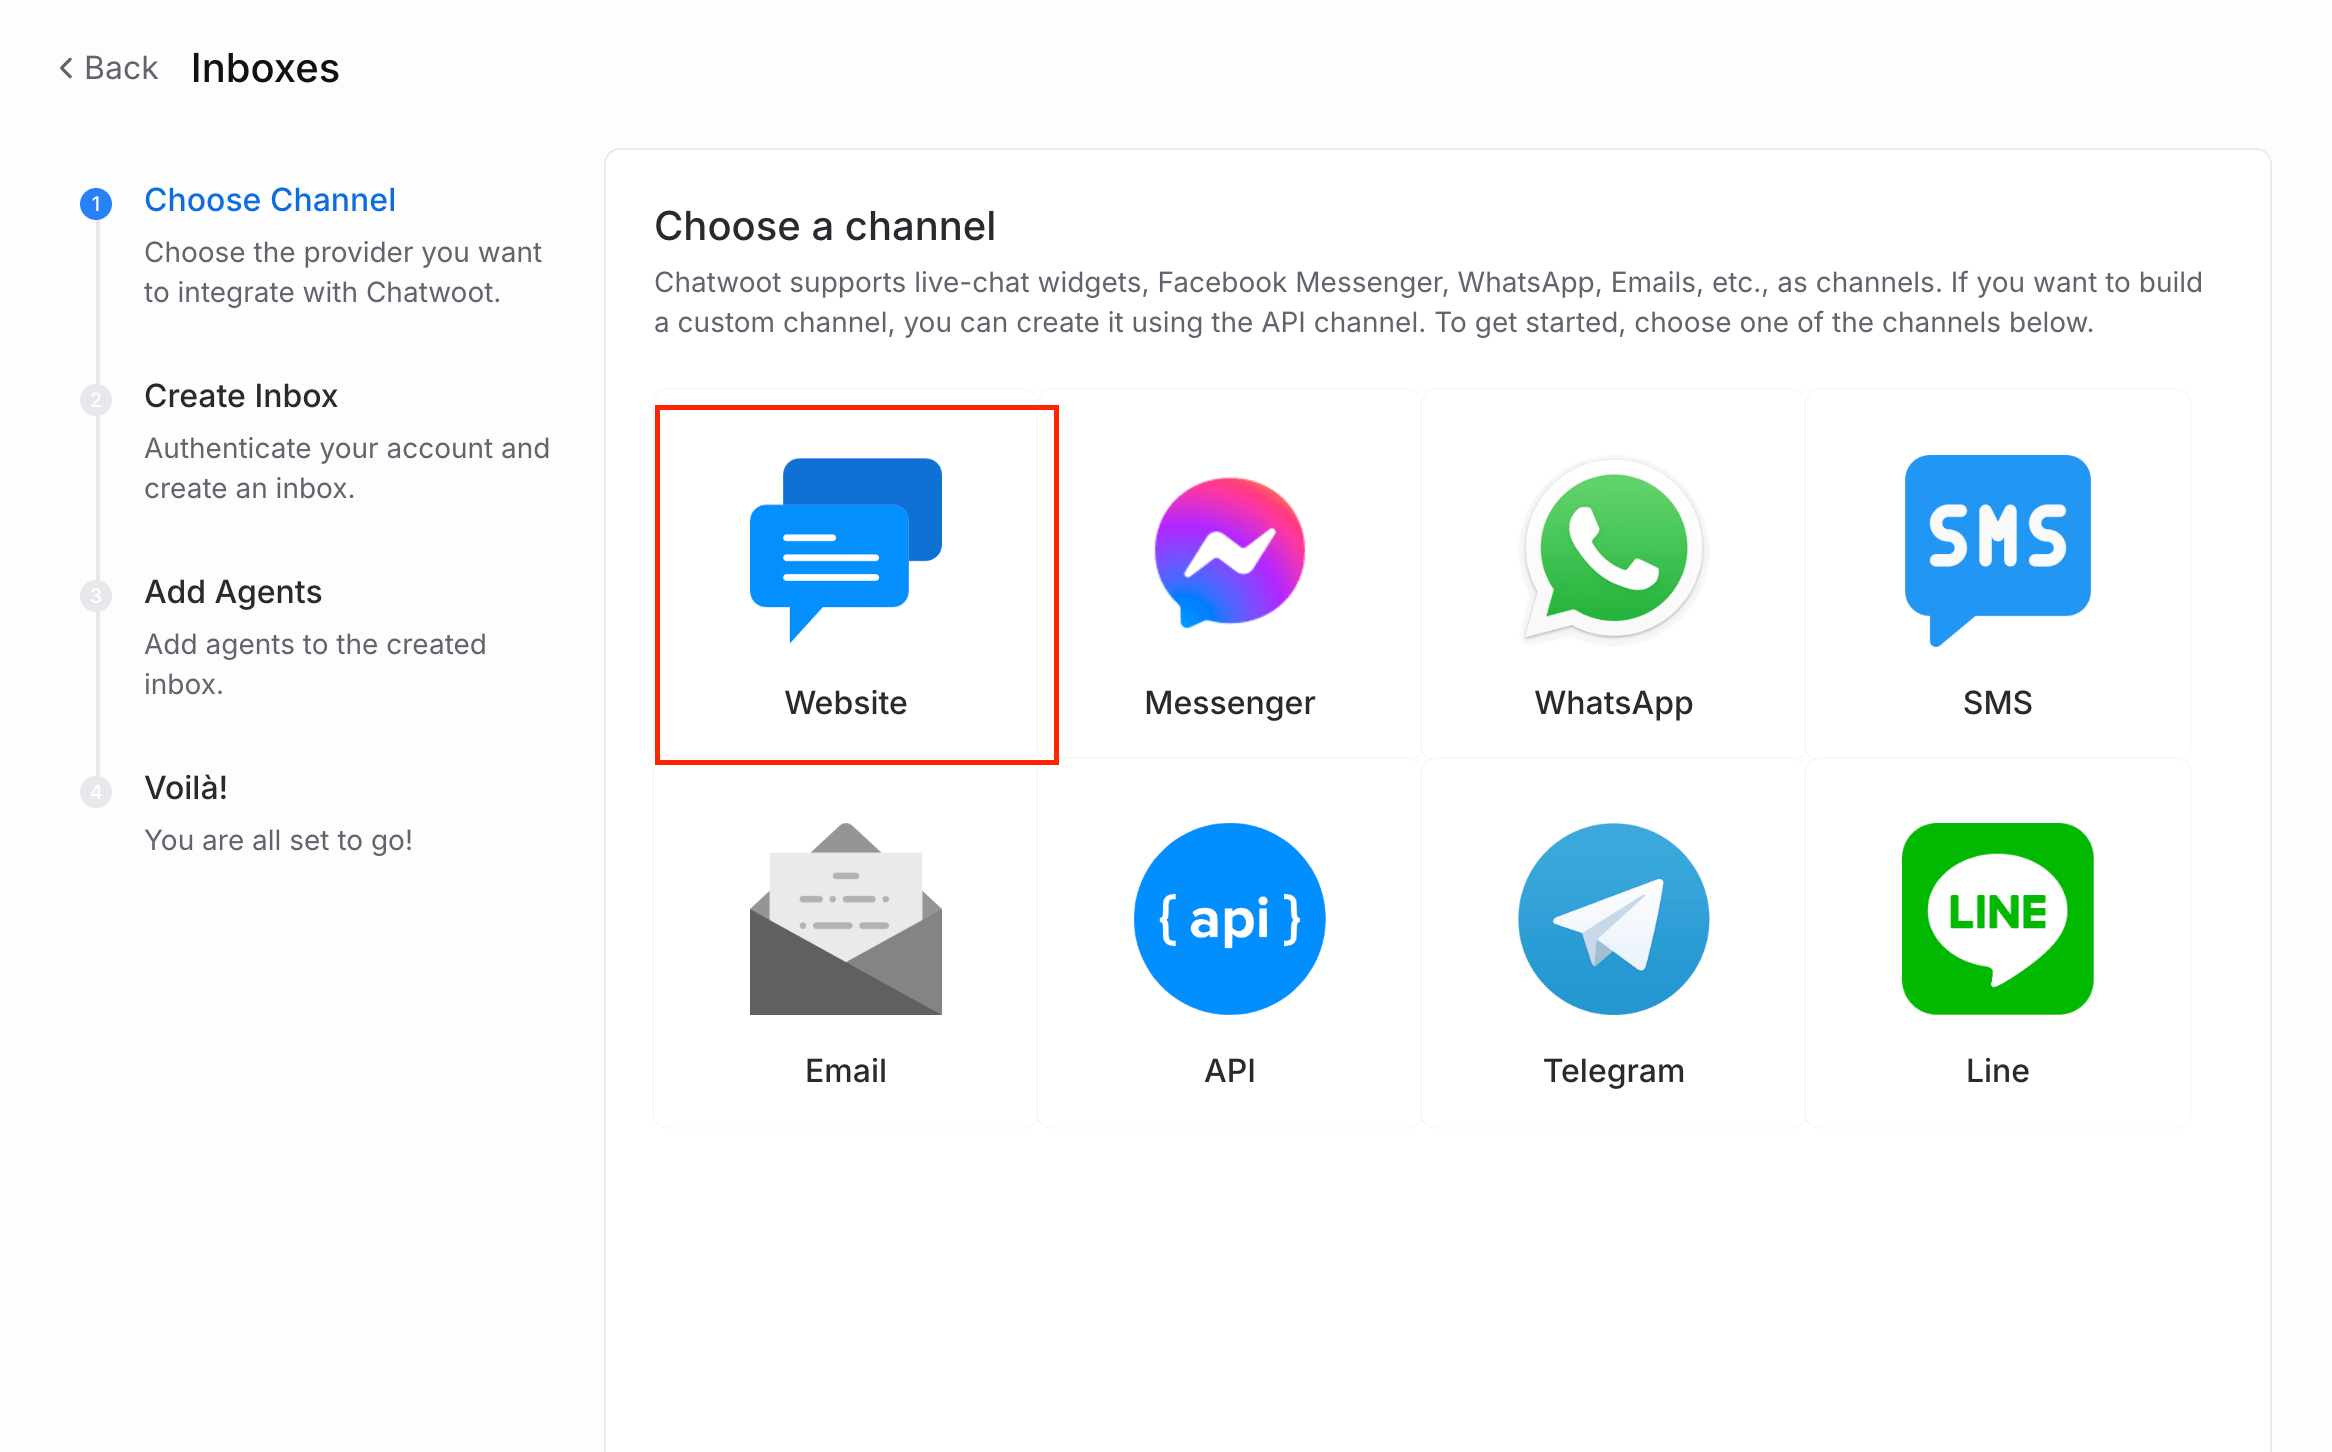 Back Inboxes
1 Choose Channel
Choose the provider you want
to integrate with Chatwoot.
2 Create Inbox
Authenticate your account and
create an inbox.
3 Add Agents
Add agents to the created
inbox.
4 Voilà!
You are all set to go!
Choose a channel
Chatwoot supports live-chat widgets, Facebook Messenger, WhatsApp, Emails, etc., as channels. If you want to build
a custom channel, you can create it using the API channel. To get started, choose one of the channels below.
SMS
Website Messenger WhatsApp SMS
{ api } LINE
Email API Telegram Line